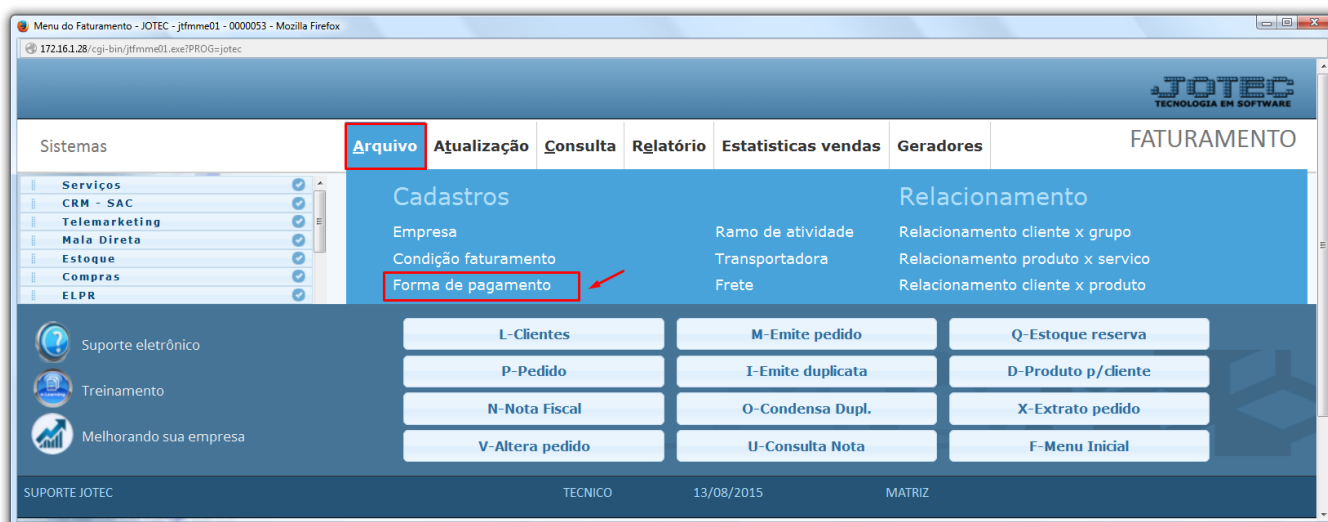 Menu do Faturamento - JOTEC - jtfmme01 - 0000053 - Mozilla Firefox
172.16.1.28/cgi-bin/jtfmme01.exe?PROG=jotec
JOTEC
TECNOLOGIA EM SOFTWARE
Sistemas
Arquivo Atualização Consulta Relatório Estatisticas vendas Geradores
FATURAMENTO
Serviços
CRM - SAC
Telemarketing
Mala Direta
Estoque
Compras
ELPR
Cadastros Relacionamento
Empresa Ramo de atividade Relacionamento cliente x grupo
Condição faturamento Transportadora Relacionamento produto x servico
Forma de pagamento Frete Relacionamento cliente x produto
Suporte eletrônico
Treinamento
Melhorando sua empresa
L-Clientes M-Emite pedido Q-Estoque reserva
P-Pedido I-Emite duplicata D-Produto p/cliente
N-Nota Fiscal O-Condensa Dupl. X-Extrato pedido
V-Altera pedido U-Consulta Nota F-Menu Inicial
SUPORTE JOTEC TECNICO 13/08/2015 MATRIZ